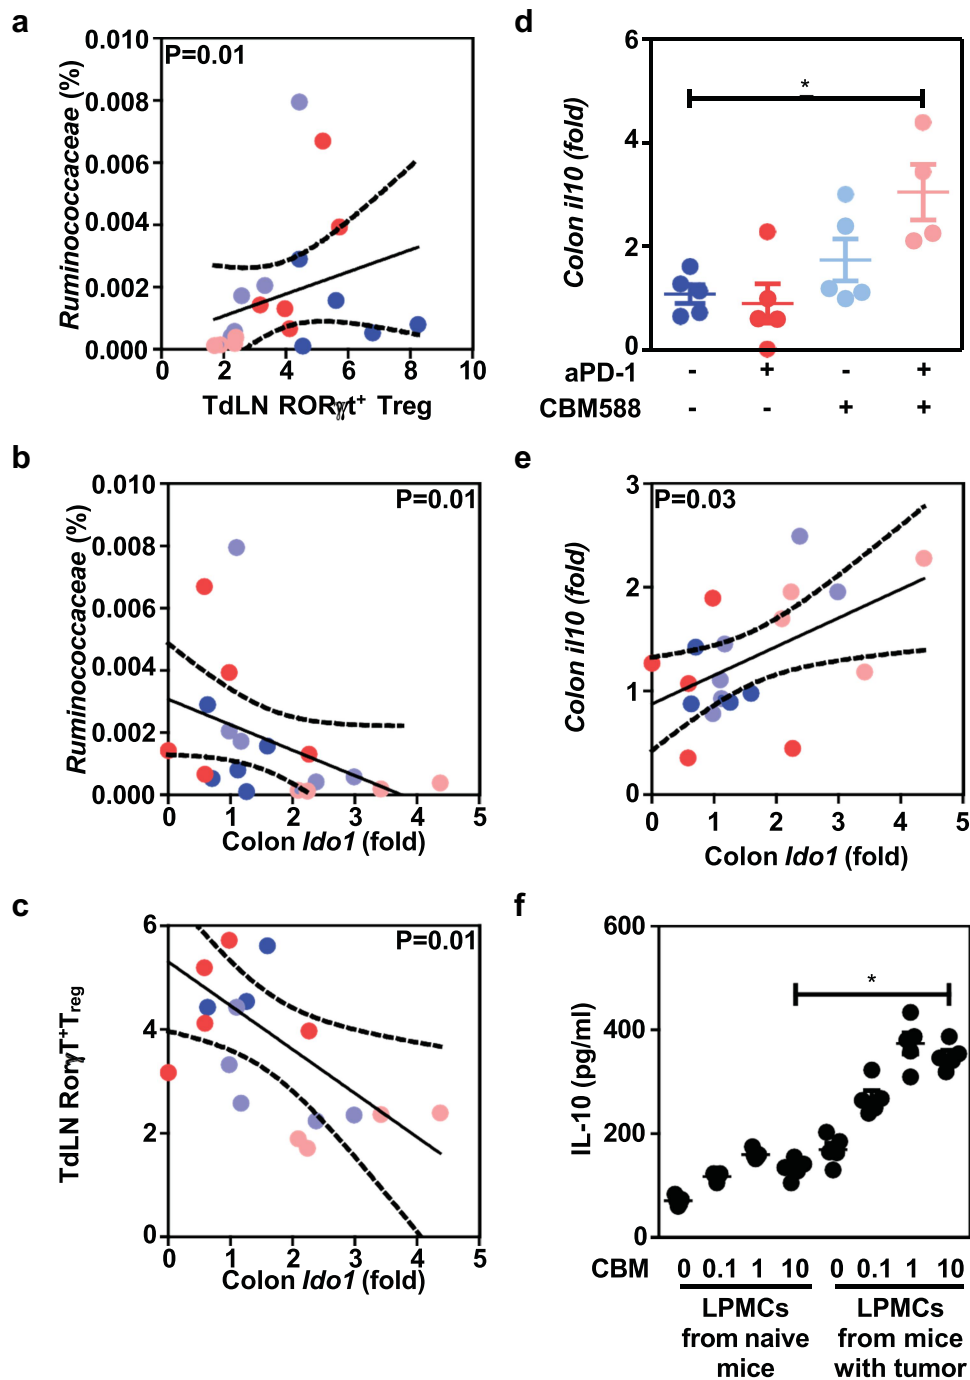 a
0.010
0.008
0.006
0.004
0.002
0.000
Ruminococcaceae (%)
P=0.01
0 2 4 6 8 10
TdLN RORγt+ Treg
b
0.010
0.008
0.006
0.004
0.002
0.000
Ruminococcaceae (%)
P=0.01
0 1 2 3 4 5
Colon Ido1 (fold)
c
6
4
2
0
TdLN RorγT+Treg
P=0.01
0 1 2 3 4 5
Colon Ido1 (fold)
d
6
4
2
0
Colon il10 (fold)
*
aPD-1 - + - +
CBM588 - - + +
e
3
2
1
0
Colon il10 (fold)
P=0.03
0 1 2 3 4 5
Colon Ido1 (fold)
f
600
400
200
0
IL-10 (pg/ml)
*
CBM 0 0.1 1 10 0 0.1 1 10
LPMCs
from naive
mice
LPMCs
from mice
with tumor